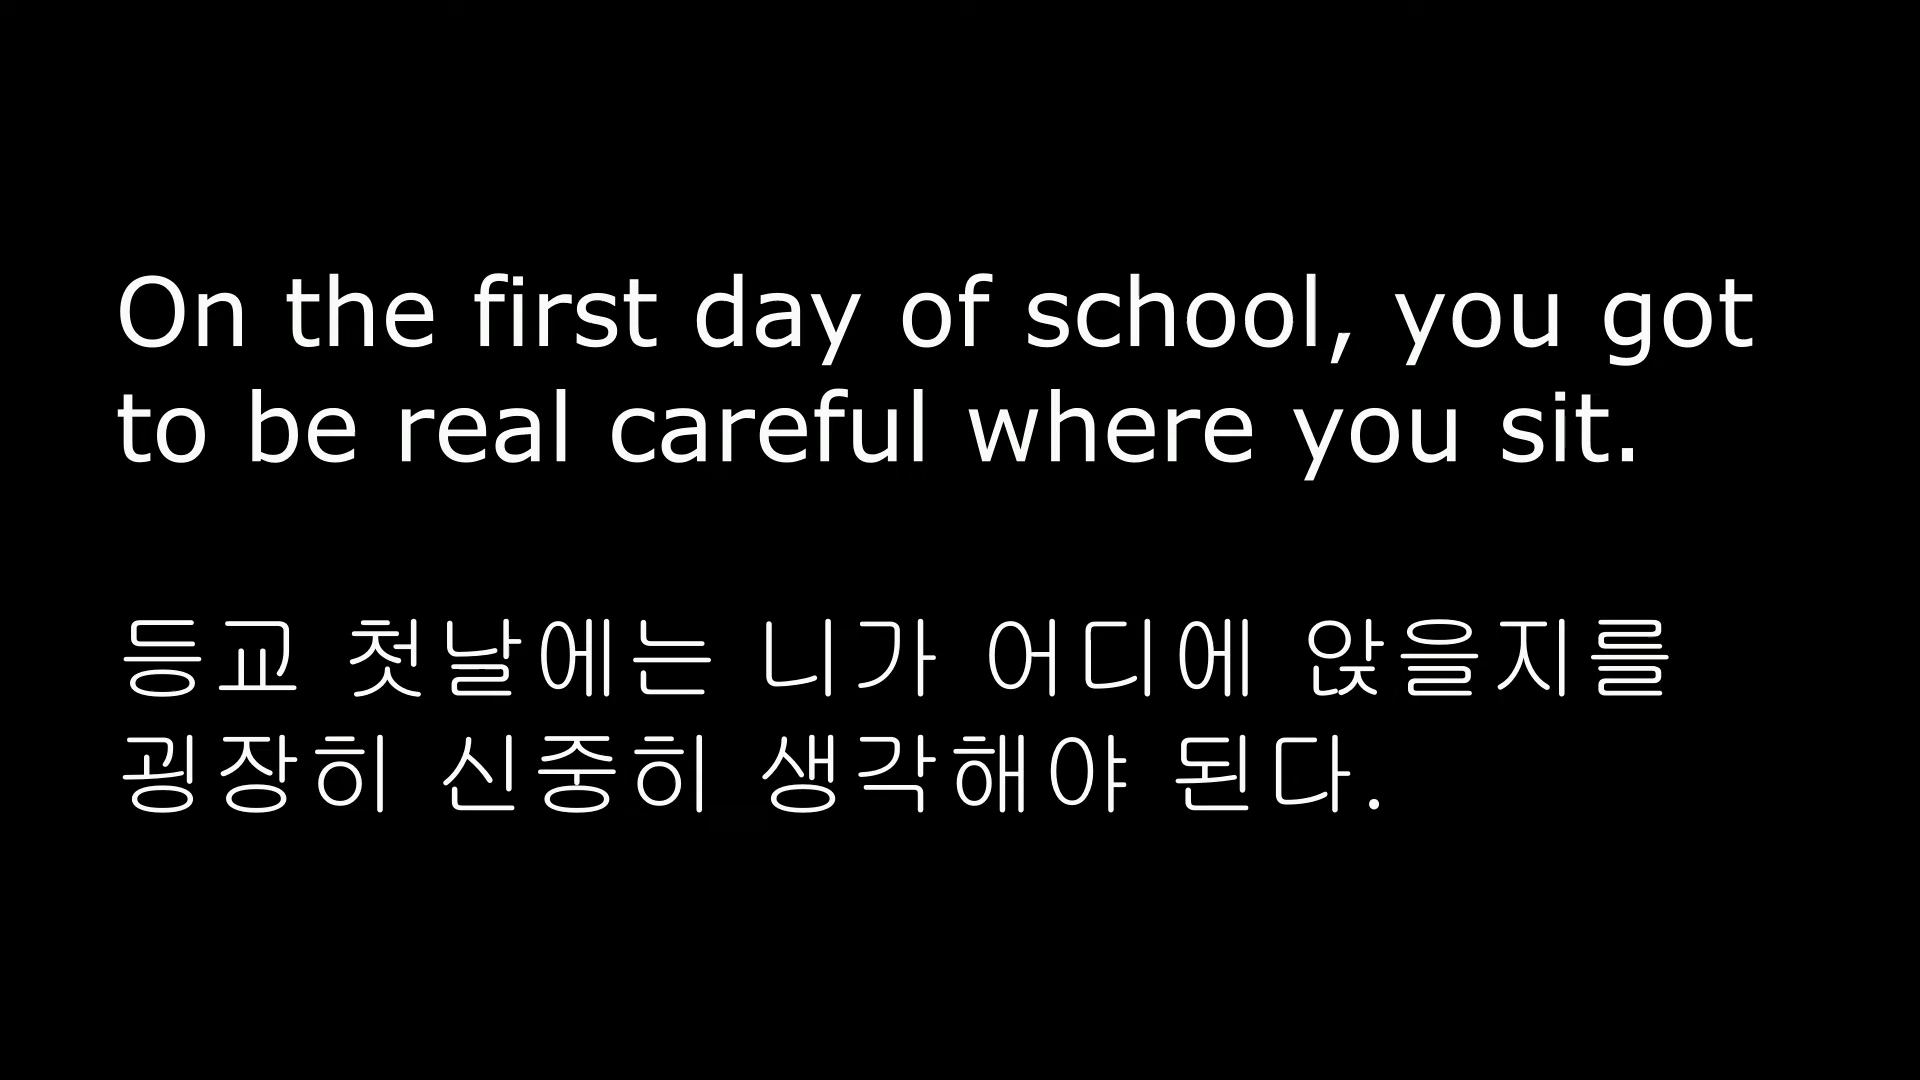 On the first day of school, you got
to be real careful where you sit.
등교 첫날에는 니가 어디에 앉을지를
굉장히 신중히 생각해야 된다.